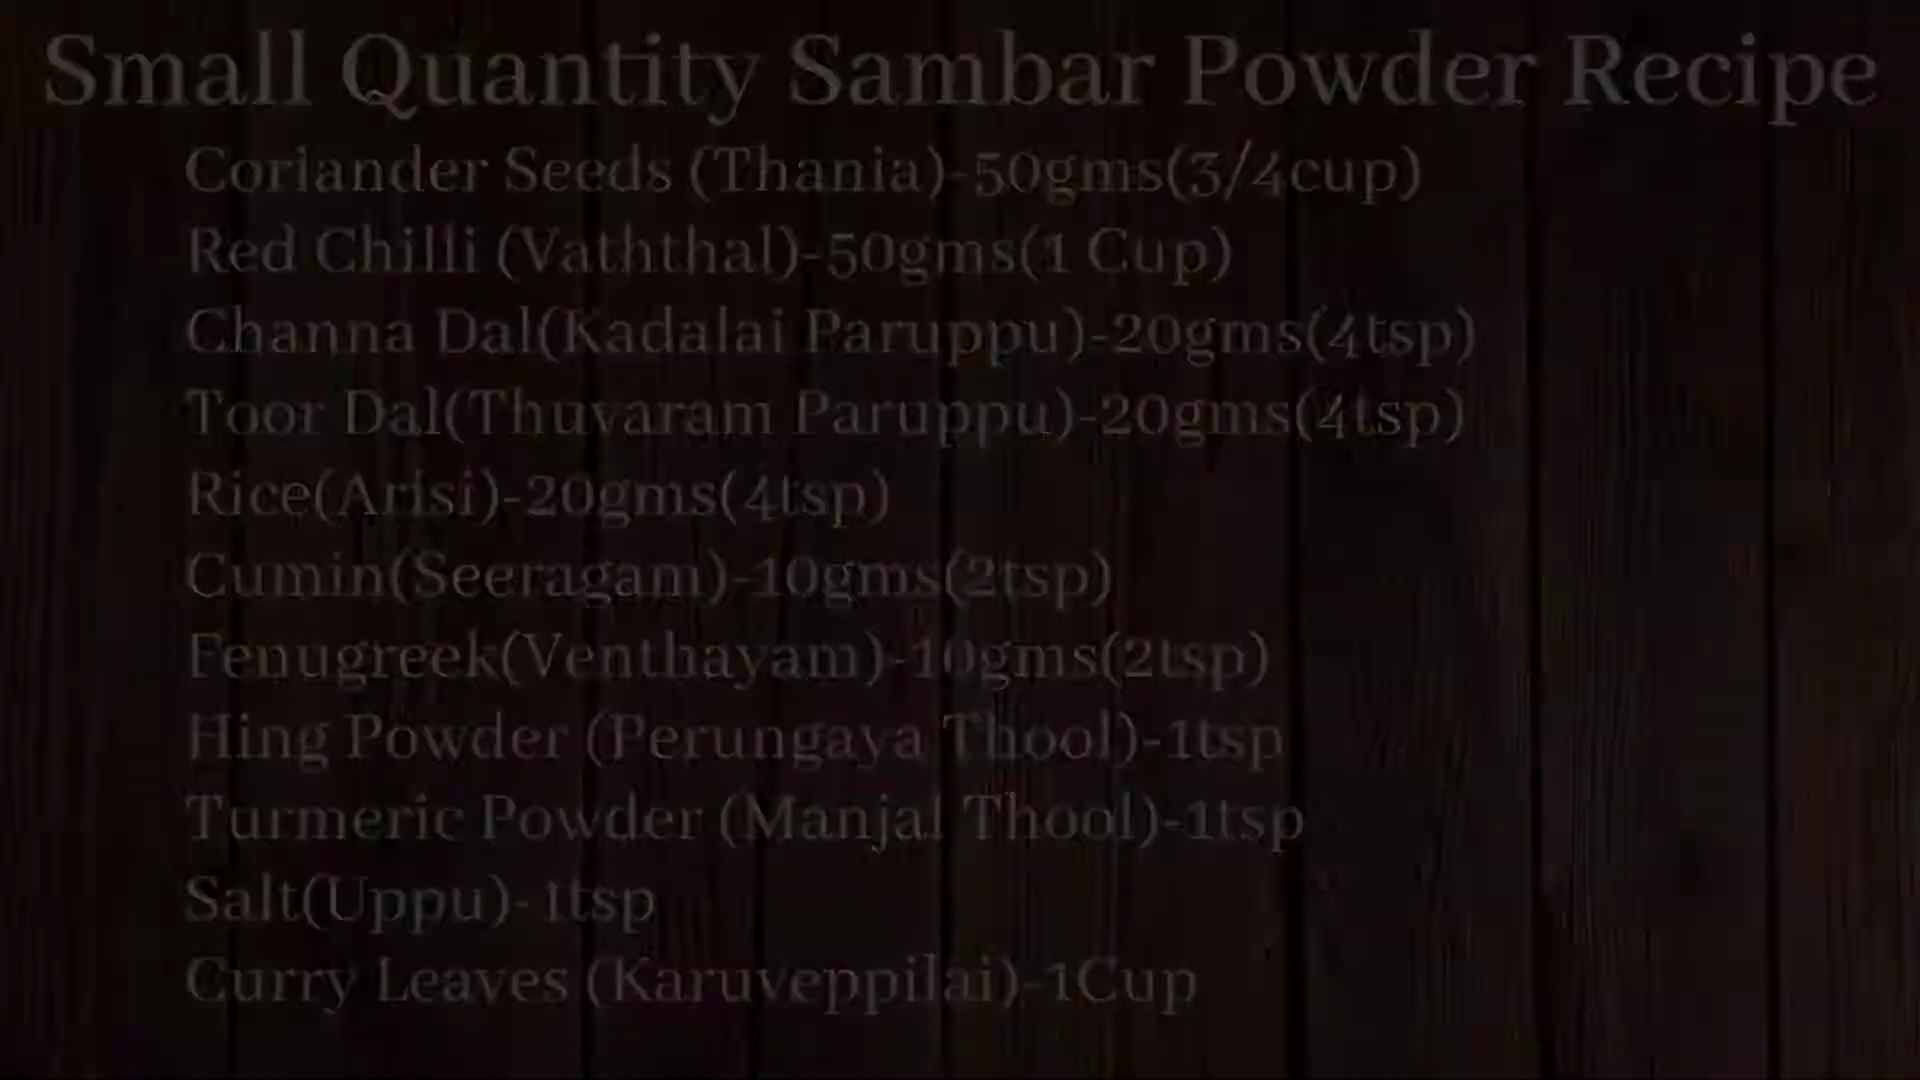 Small Quantity Sambar Powder Recipe
Coriander Seeds (Thania)-50gms(3/4cup)
Red Chilli (Vaththal)-50gms(1 Cup)
Channa Dal(Kadalai Paruppu)-20gms(4tsp)
Toor Dal(Thuvaram Paruppu)-20gms(4tsp)
Rice(Arisi)-20gms(4tsp)
Cumin(Seeragam)-10gms(2tsp)
Fenugreek(Venthayam)-10gms(2tsp)
Hing Powder (Perungaya Thool)-1tsp
Turmeric Powder (Manjal Thool)-1tsp
Salt(Uppu)- 1tsp
Curry Leaves (Karuveppilai)-1Cup